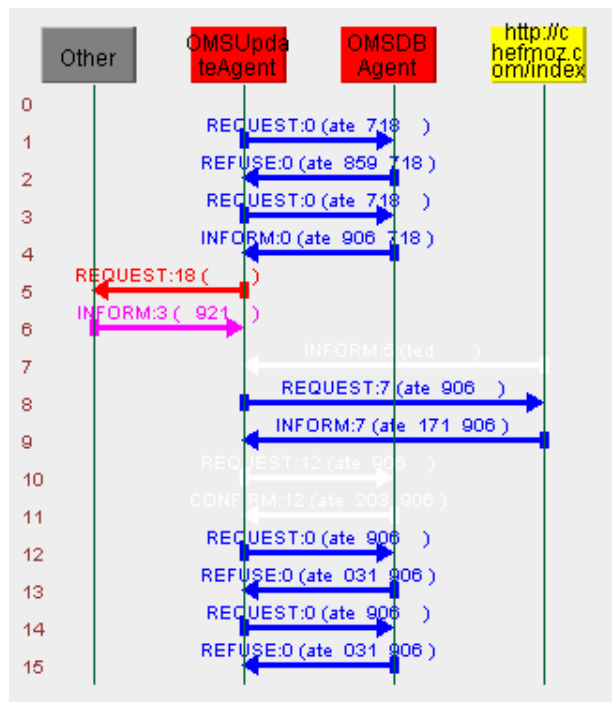 Other
OMSUpda
teAgent
OMSDB
Agent
http://c
hefmoz.c
om/index
0
REQUEST:0 (ate 718 )
1
REFUSE:0 (ate 859 718 )
2
REQUEST:0 (ate 718 )
3
INFORM:0 (ate 906 718 )
4
REQUEST:18 ( )
5
INFORM:3 ( 921 )
6
INFORM:5 (ted )
7
REQUEST:7 (ate 906 )
8
INFORM:7 (ate 171 906 )
9
REQUEST:12 (ate 906 )
10
CONFIRM:12 (ate 203 906 )
11
REQUEST:0 (ate 906 )
12
REFUSE:0 (ate 031 906 )
13
REQUEST:0 (ate 906 )
14
REFUSE:0 (ate 031 906 )
15